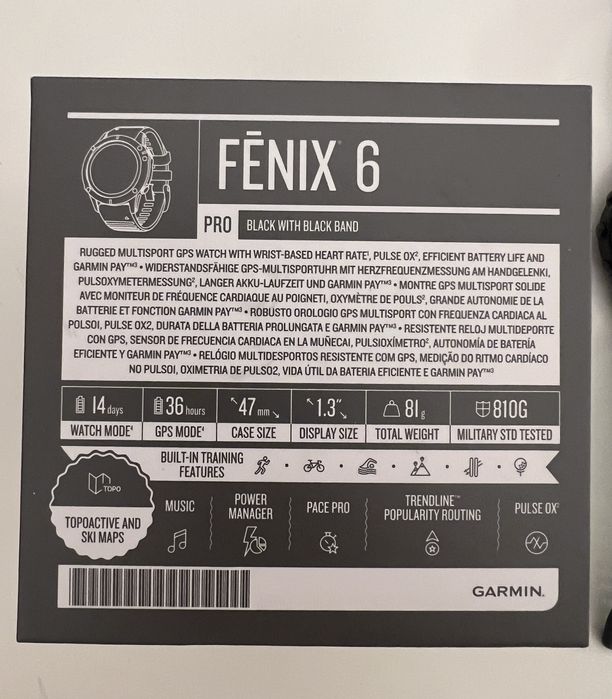 FĒNIX® 6
PRO
BLACK WITH BLACK BAND
RUGGED MULTISPORT GPS WATCH WITH WRIST-BASED HEART RATE¹, PULSE OX², EFFICIENT BATTERY LIFE AND
GARMIN PAY™³ • WIDERSTANDSFÄHIGE GPS-MULTISPORTUHR MIT HERZFREQUENZMESSUNG AM HANDGELENK¹,
PULSOXYMETERMESSUNG², LANGER AKKU-LAUFZEIT UND GARMIN PAY™³ • MONTRE GPS MULTISPORT SOLIDE
AVEC MONITEUR DE FRÉQUENCE CARDIAQUE AU POIGNET¹, OXYMÈTRE DE POULS², GRANDE AUTONOMIE DE LA
BATTERIE ET FONCTION GARMIN PAY™³ • ROBUSTO OROLOGIO GPS MULTISPORT CON FREQUENZA CARDIACA AL
POLSO¹, PULSE OX2, DURATA DELLA BATTERIA PROLUNGATA E GARMIN PAY™³ • RESISTENTE RELOJ MULTIDEPORTE
CON GPS, SENSOR DE FRECUENCIA CARDIACA EN LA MUÑECA¹, PULSIOXÍMETRO², AUTONOMÍA DE BATERÍA
EFICIENTE Y GARMIN PAY™³ • RELÓGIO MULTIDESPORTOS RESISTENTE COM GPS, MEDIÇÃO DO RITMO CARDÍACO
NO PULSO¹, OXIMETRIA DE PULSO2, VIDA ÚTIL DA BATERIA EFICIENTE E GARMIN PAY™³
14 days
36 hours
47 mm
1.3"
81 g
810G
WATCH MODE⁴
GPS MODE⁴
CASE SIZE
DISPLAY SIZE
TOTAL WEIGHT
MILITARY STD TESTED
BUILT-IN TRAINING
FEATURES
TOPO
TOPOACTIVE AND
SKI MAPS
MUSIC
POWER
MANAGER
PACE PRO
TRENDLINE™
POPULARITY ROUTING
PULSE OX²
GARMIN.